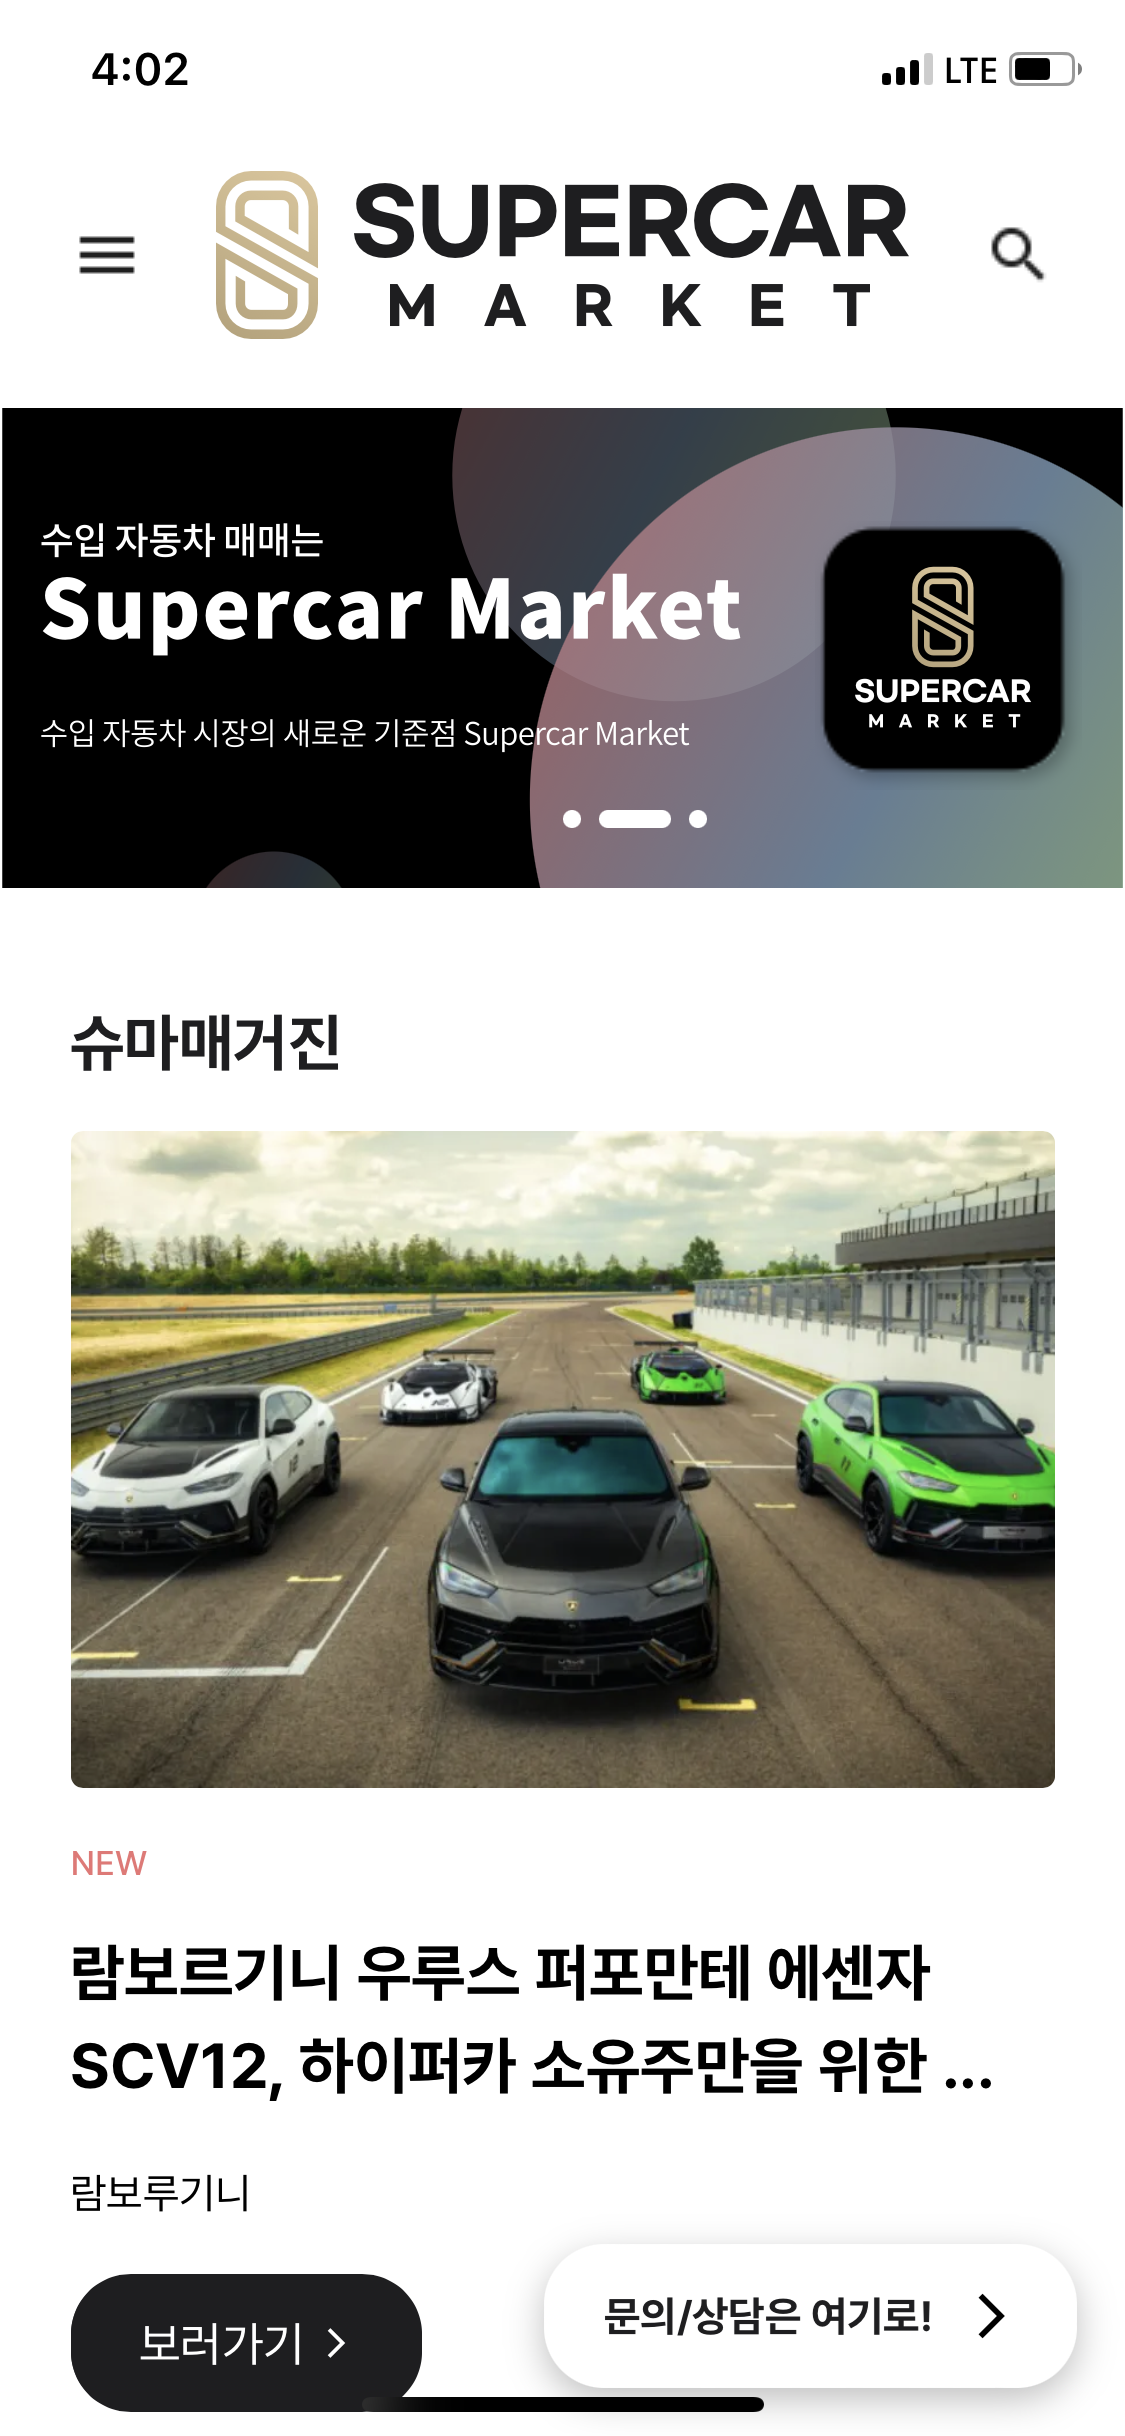 4:02
LTE
SUPERCAR
MARKET
수입 자동차 매매는
Supercar Market
수입 자동차 시장의 새로운 기준점 Supercar Market
SUPERCAR
MARKET
슈마매거진
NEW
람보르기니 우루스 퍼포만테 에센자
SCV12, 하이퍼카 소유주만을 위한 ...
람보루기니
보러가기
문의/상담은 여기로!